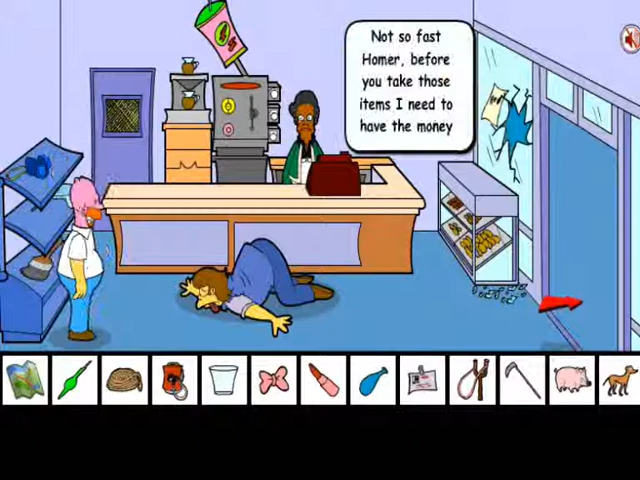 Not so fast
Homer, before
you take those
items I need to
have the money